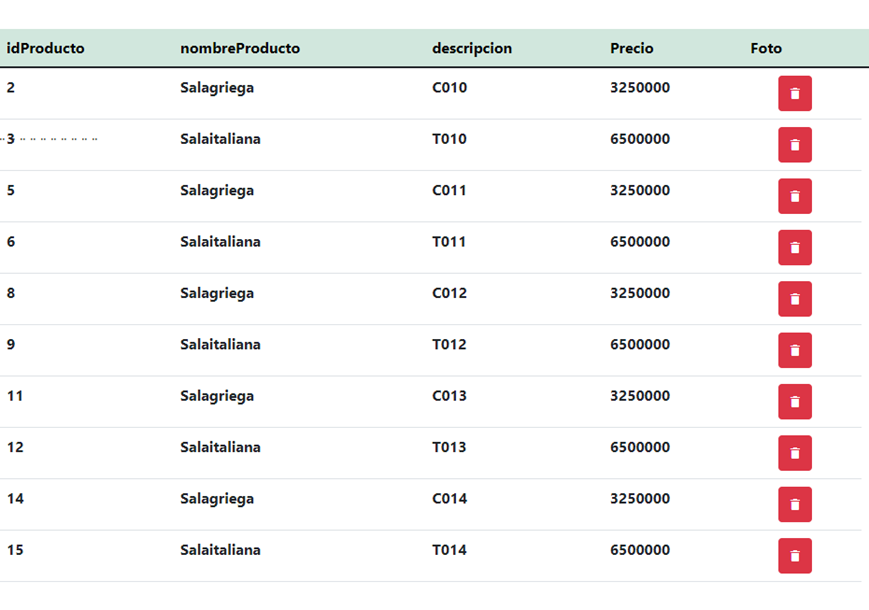 idProducto nombreProducto descripcion Precio Foto
2 Salagriega C010 3250000
3 Salaitaliana T010 6500000
5 Salagriega C011 3250000
6 Salaitaliana T011 6500000
8 Salagriega C012 3250000
9 Salaitaliana T012 6500000
11 Salagriega C013 3250000
12 Salaitaliana T013 6500000
14 Salagriega C014 3250000
15 Salaitaliana T014 6500000